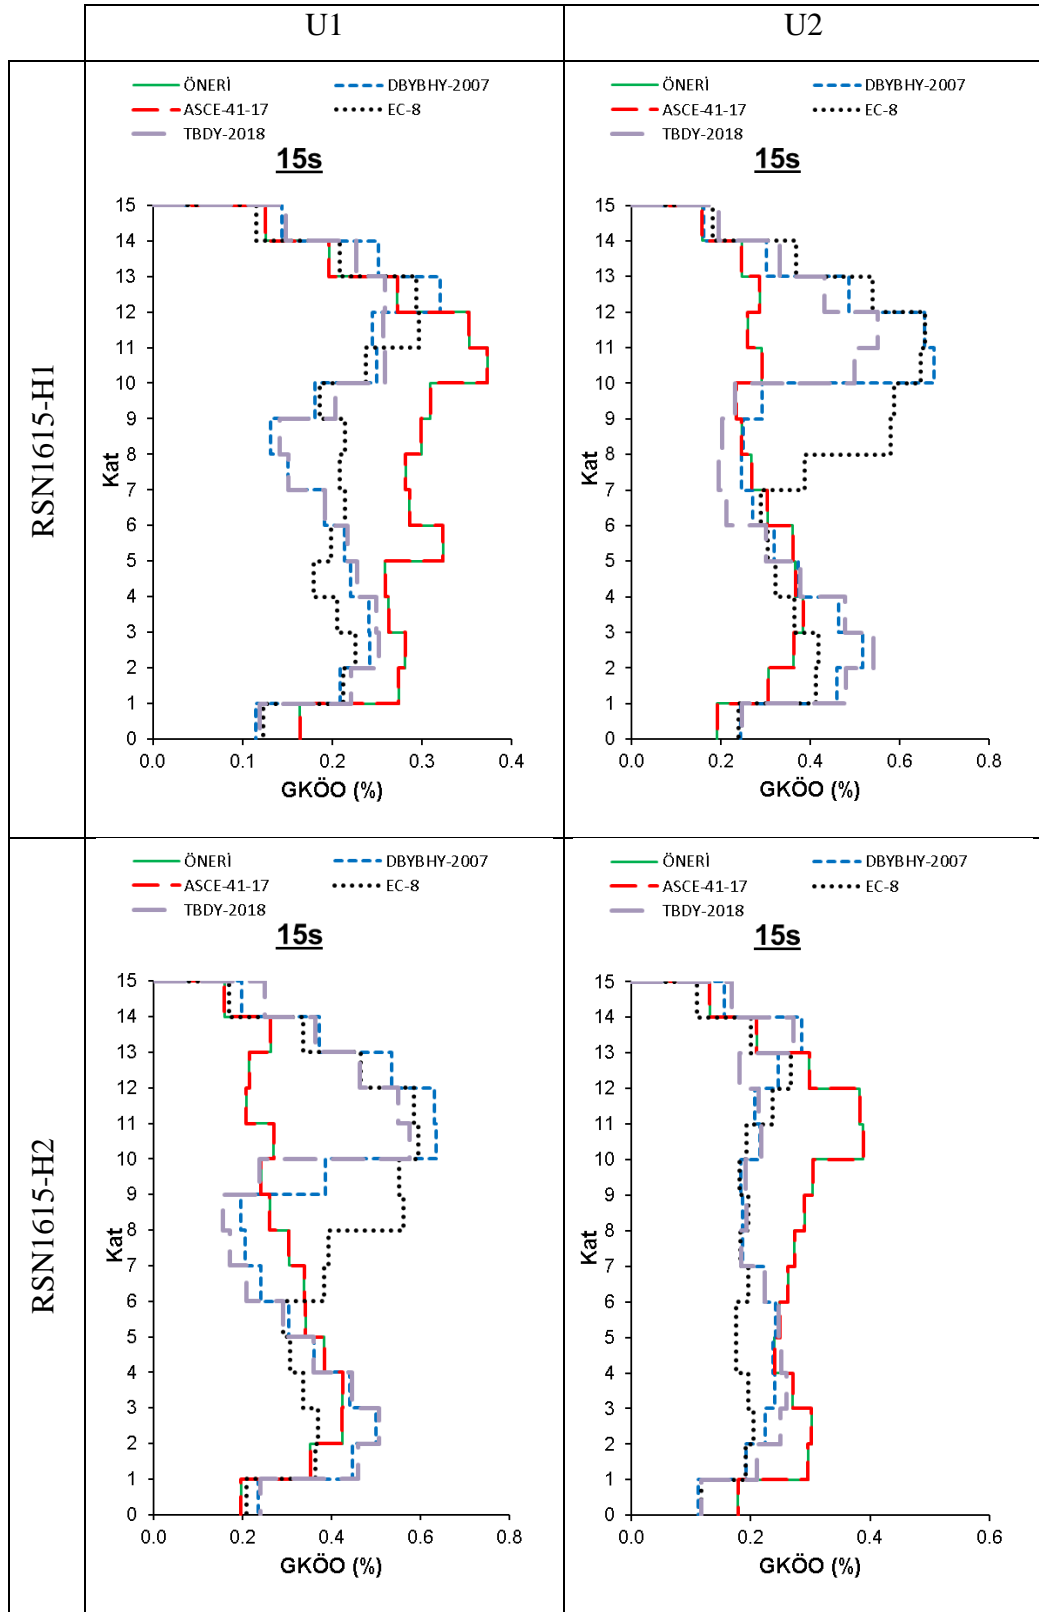 U1 U2
RSN1615-H1
ÖNERİ DBYBHY-2007
ASCE-41-17 EC-8
TBDY-2018
15s
15
14
13
12
11
10
9
8
7
6
5
4
3
2
1
0
Kat
0.0 0.1 0.2 0.3 0.4
GKÖO (%)
ÖNERİ DBYBHY-2007
ASCE-41-17 EC-8
TBDY-2018
15s
15
14
13
12
11
10
9
8
7
6
5
4
3
2
1
0
Kat
0.0 0.2 0.4 0.6 0.8
GKÖO (%)
RSN1615-H2
ÖNERİ DBYBHY-2007
ASCE-41-17 EC-8
TBDY-2018
15s
15
14
13
12
11
10
9
8
7
6
5
4
3
2
1
0
Kat
0.0 0.2 0.4 0.6 0.8
GKÖO (%)
ÖNERİ DBYBHY-2007
ASCE-41-17 EC-8
TBDY-2018
15s
15
14
13
12
11
10
9
8
7
6
5
4
3
2
1
0
Kat
0.0 0.2 0.4 0.6
GKÖO (%)